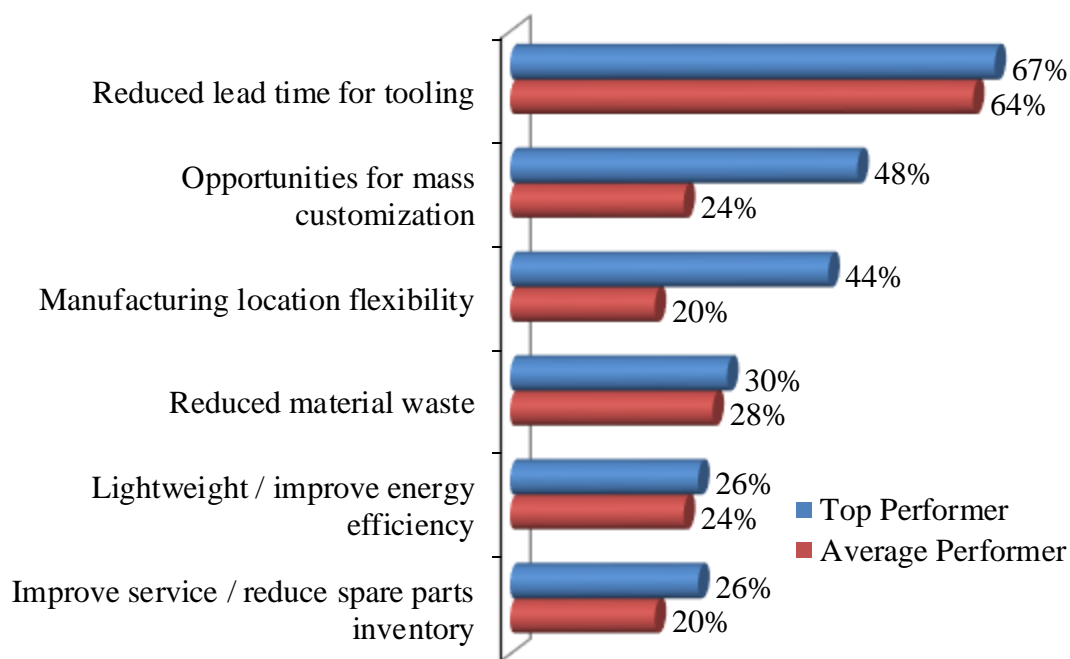 Reduced lead time for tooling
67%
64%
Opportunities for mass
customization
48%
24%
Manufacturing location flexibility
44%
20%
Reduced material waste
30%
28%
Lightweight / improve energy
efficiency
26%
24%
Improve service / reduce spare parts
inventory
26%
20%
Top Performer
Average Performer